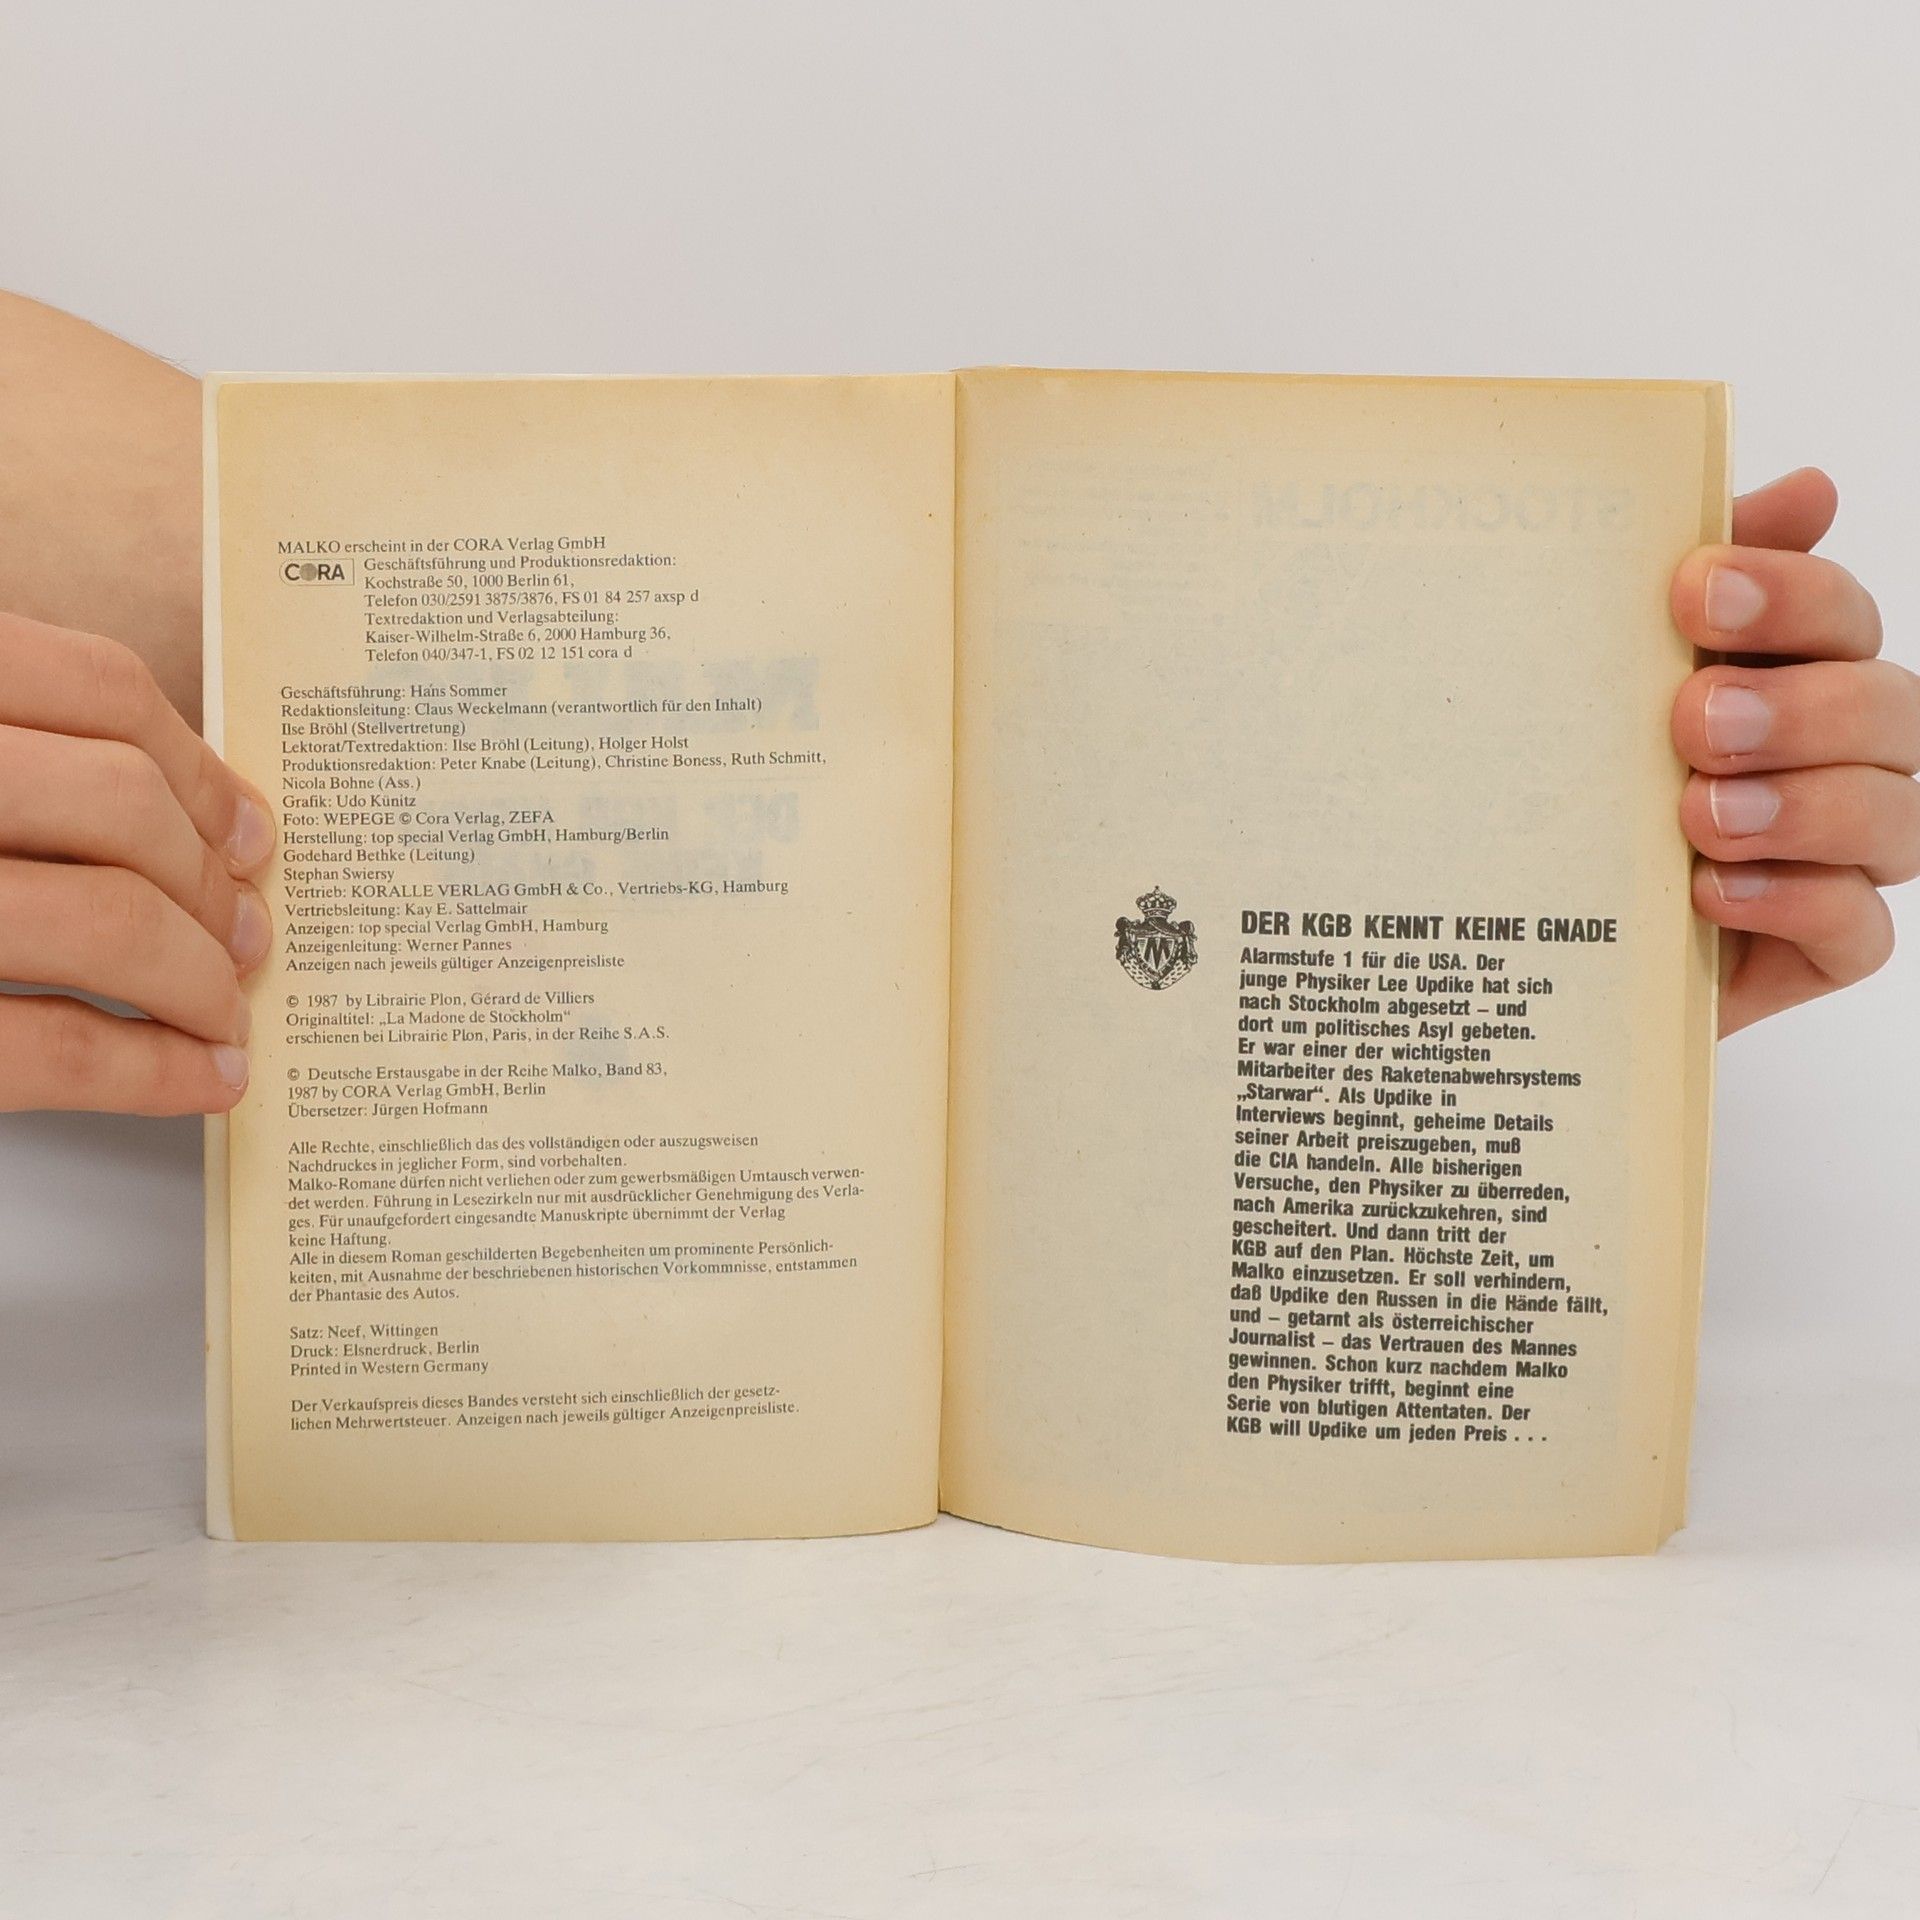 MALKO erscheint in der CORA Verlag GmbH
CORA
Geschäftsführung und Produktionsredaktion:
Kochstraße 50, 1000 Berlin 61,
Telefon 030/2591 3875/3876, FS 01 84 257 axsp d
Textredaktion und Verlagsabteilung:
Kaiser-Wilhelm-Straße 6, 2000 Hamburg 36,
Telefon 040/347-1, FS 02 12 151 cora d
Geschäftsführung: Hans Sommer
Redaktionsleitung: Claus Weckelmann (verantwortlich für den Inhalt)
Ilse Bröhl (Stellvertretung)
Lektorat/Textredaktion: Ilse Bröhl (Leitung), Holger Holst
Produktionsredaktion: Peter Knabe (Leitung), Christine Boness, Ruth Schmitt,
Nicola Bohne (Ass.)
Grafik: Udo Künitz
Foto: WEPEGE © Cora Verlag, ZEFA
Herstellung: top special Verlag GmbH, Hamburg/Berlin
Godehard Bethke (Leitung)
Stephan Swiersy
Vertrieb: KORALLE VERLAG GmbH & Co., Vertriebs-KG, Hamburg
Vertriebsleitung: Kay E. Sattelmair
Anzeigen: top special Verlag GmbH, Hamburg
Anzeigenleitung: Werner Pannes
Anzeigen nach jeweils gültiger Anzeigenpreisliste
© 1987 by Librairie Plon, Gérard de Villiers
Originaltitel: „La Madone de Stockholm“
erschienen bei Librairie Plon, Paris, in der Reihe S.A.S.
© Deutsche Erstausgabe in der Reihe Malko, Band 83,
1987 by CORA Verlag GmbH, Berlin
Übersetzer: Jürgen Hofmann
Alle Rechte, einschließlich das des vollständigen oder auszugsweisen
Nachdruckes in jeglicher Form, sind vorbehalten.
Malko-Romane dürfen nicht verliehen oder zum gewerbsmäßigen Umtausch verwen-
det werden. Führung in Lesezirkeln nur mit ausdrücklicher Genehmigung des Verla-
ges. Für unaufgefordert eingesandte Manuskripte übernimmt der Verlag
keine Haftung.
Alle in diesem Roman geschilderten Begebenheiten um prominente Persönlich-
keiten, mit Ausnahme der beschriebenen historischen Vorkommnisse, entstammen
der Phantasie des Autos.
Satz: Neef, Wittingen
Druck: Elsnerdruck, Berlin
Printed in Western Germany
Der Verkaufspreis dieses Bandes versteht sich einschließlich der gesetz-
lichen Mehrwertsteuer. Anzeigen nach jeweils gültiger Anzeigenpreisliste.
M
DER KGB KENNT KEINE GNADE
Alarmstufe 1 für die USA. Der
junge Physiker Lee Updike hat sich
nach Stockholm abgesetzt – und
dort um politisches Asyl gebeten.
Er war einer der wichtigsten
Mitarbeiter des Raketenabwehrsystems
„Starwar“. Als Updike in
Interviews beginnt, geheime Details
seiner Arbeit preiszugeben, muß
die CIA handeln. Alle bisherigen
Versuche, den Physiker zu überreden,
nach Amerika zurückzukehren, sind
gescheitert. Und dann tritt der
KGB auf den Plan. Höchste Zeit, um
Malko einzusetzen. Er soll verhindern,
daß Updike den Russen in die Hände fällt,
und – getarnt als österreichischer
Journalist – das Vertrauen des Mannes
gewinnen. Schon kurz nachdem Malko
den Physiker trifft, beginnt eine
Serie von blutigen Attentaten. Der
KGB will Updike um jeden Preis . . .